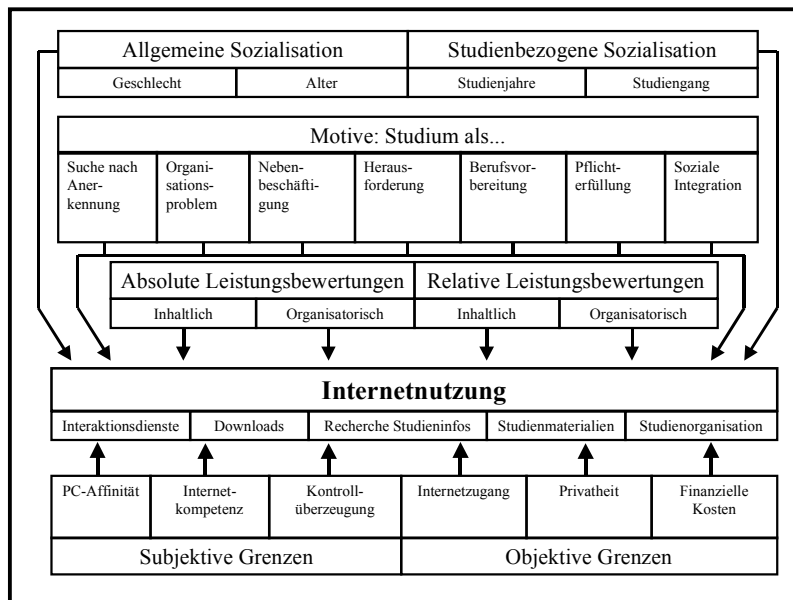 Allgemeine Sozialisation
Studienbezogene Sozialisation
Geschlecht
Alter
Studienjahre
Studiengang
Motive: Studium als...
Suche nach
Aner-
kennung
Organi-
sations-
problem
Neben-
beschäfti-
gung
Heraus-
forderung
Berufsvor-
bereitung
Pflicht-
erfüllung
Soziale
Integration
Absolute Leistungsbewertungen
Relative Leistungsbewertungen
Inhaltlich
Organisatorisch
Inhaltlich
Organisatorisch
Internetnutzung
Interaktionsdienste
Downloads
Recherche Studieninfos
Studienmaterialien
Studienorganisation
PC-Affinität
Internet-
kompetenz
Kontroll-
überzeugung
Internetzugang
Privatheit
Finanzielle
Kosten
Subjektive Grenzen
Objektive Grenzen